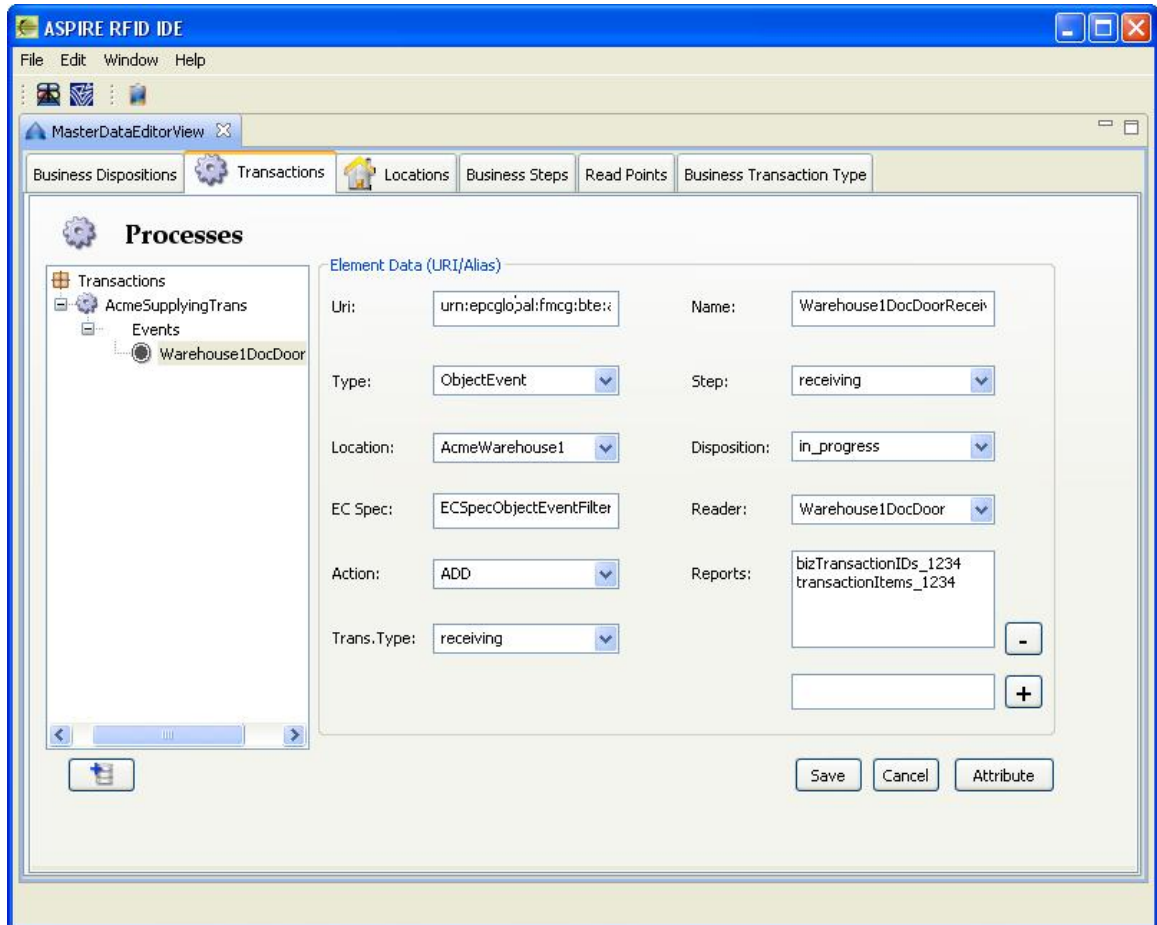 ASPIRE RFID IDE
File Edit Window Help
MasterDataEditorView
Business Dispositions Transactions Locations Business Steps Read Points Business Transaction Type
Processes
Transactions
AcmeSupplyingTrans
Events
Warehouse1DocDoor
Element Data (URI/Alias)
Uri: urn:epcglobal:fmcg:bte:a Name: Warehouse1DocDoorReceiv
Type: ObjectEvent Step: receiving
Location: AcmeWarehouse1 Disposition: in_progress
EC Spec: ECSpecObjectEventFilter Reader: Warehouse1DocDoor
Action: ADD Reports: bizTransactionIDs_1234
transactionItems_1234
Trans.Type: receiving
-
+
Save Cancel Attribute